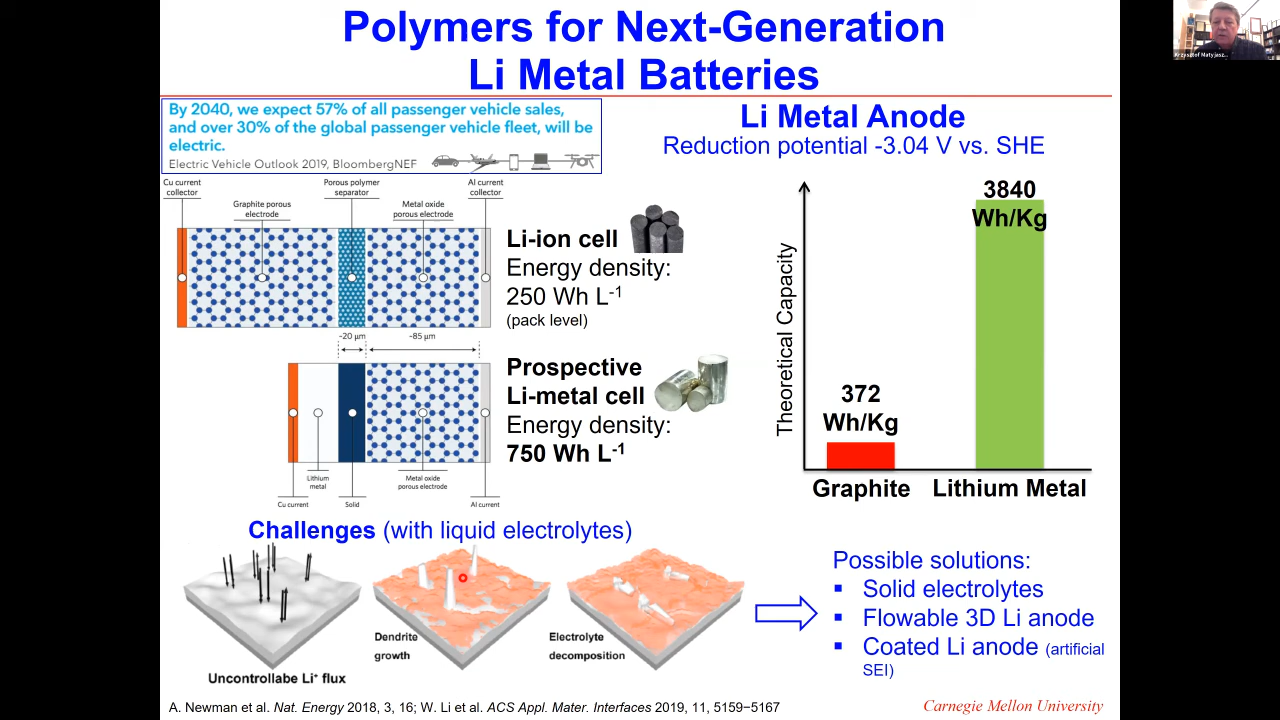 Polymers for Next-Generation
Li Metal Batteries
Krzysztof Matyjasz...
By 2040, we expect 57% of all passenger vehicle sales,
and over 30% of the global passenger vehicle fleet, will be
electric.
Electric Vehicle Outlook 2019, BloombergNEF
Cu current
collector
Porous polymer
separator
Al current
collector
Graphite porous
electrode
Metal oxide
porous electrode
Li-ion cell
Energy density:
250 Wh L-1
(pack level)
~20 µm
~85 µm
Prospective
Li-metal cell
Energy density:
750 Wh L-1
Lithium
metal
Metal oxide
porous electrode
Cu current
Solid
Al current
Li Metal Anode
Reduction potential -3.04 V vs. SHE
Theoretical Capacity
3840
Wh/Kg
372
Wh/Kg
Graphite
Lithium Metal
Challenges (with liquid electrolytes)
Uncontrollabe Li+ flux
Dendrite
growth
Electrolyte
decomposition
Possible solutions:
▪ Solid electrolytes
▪ Flowable 3D Li anode
▪ Coated Li anode (artificial
SEI)
A. Newman et al. Nat. Energy 2018, 3, 16; W. Li et al. ACS Appl. Mater. Interfaces 2019, 11, 5159−5167
Carnegie Mellon University